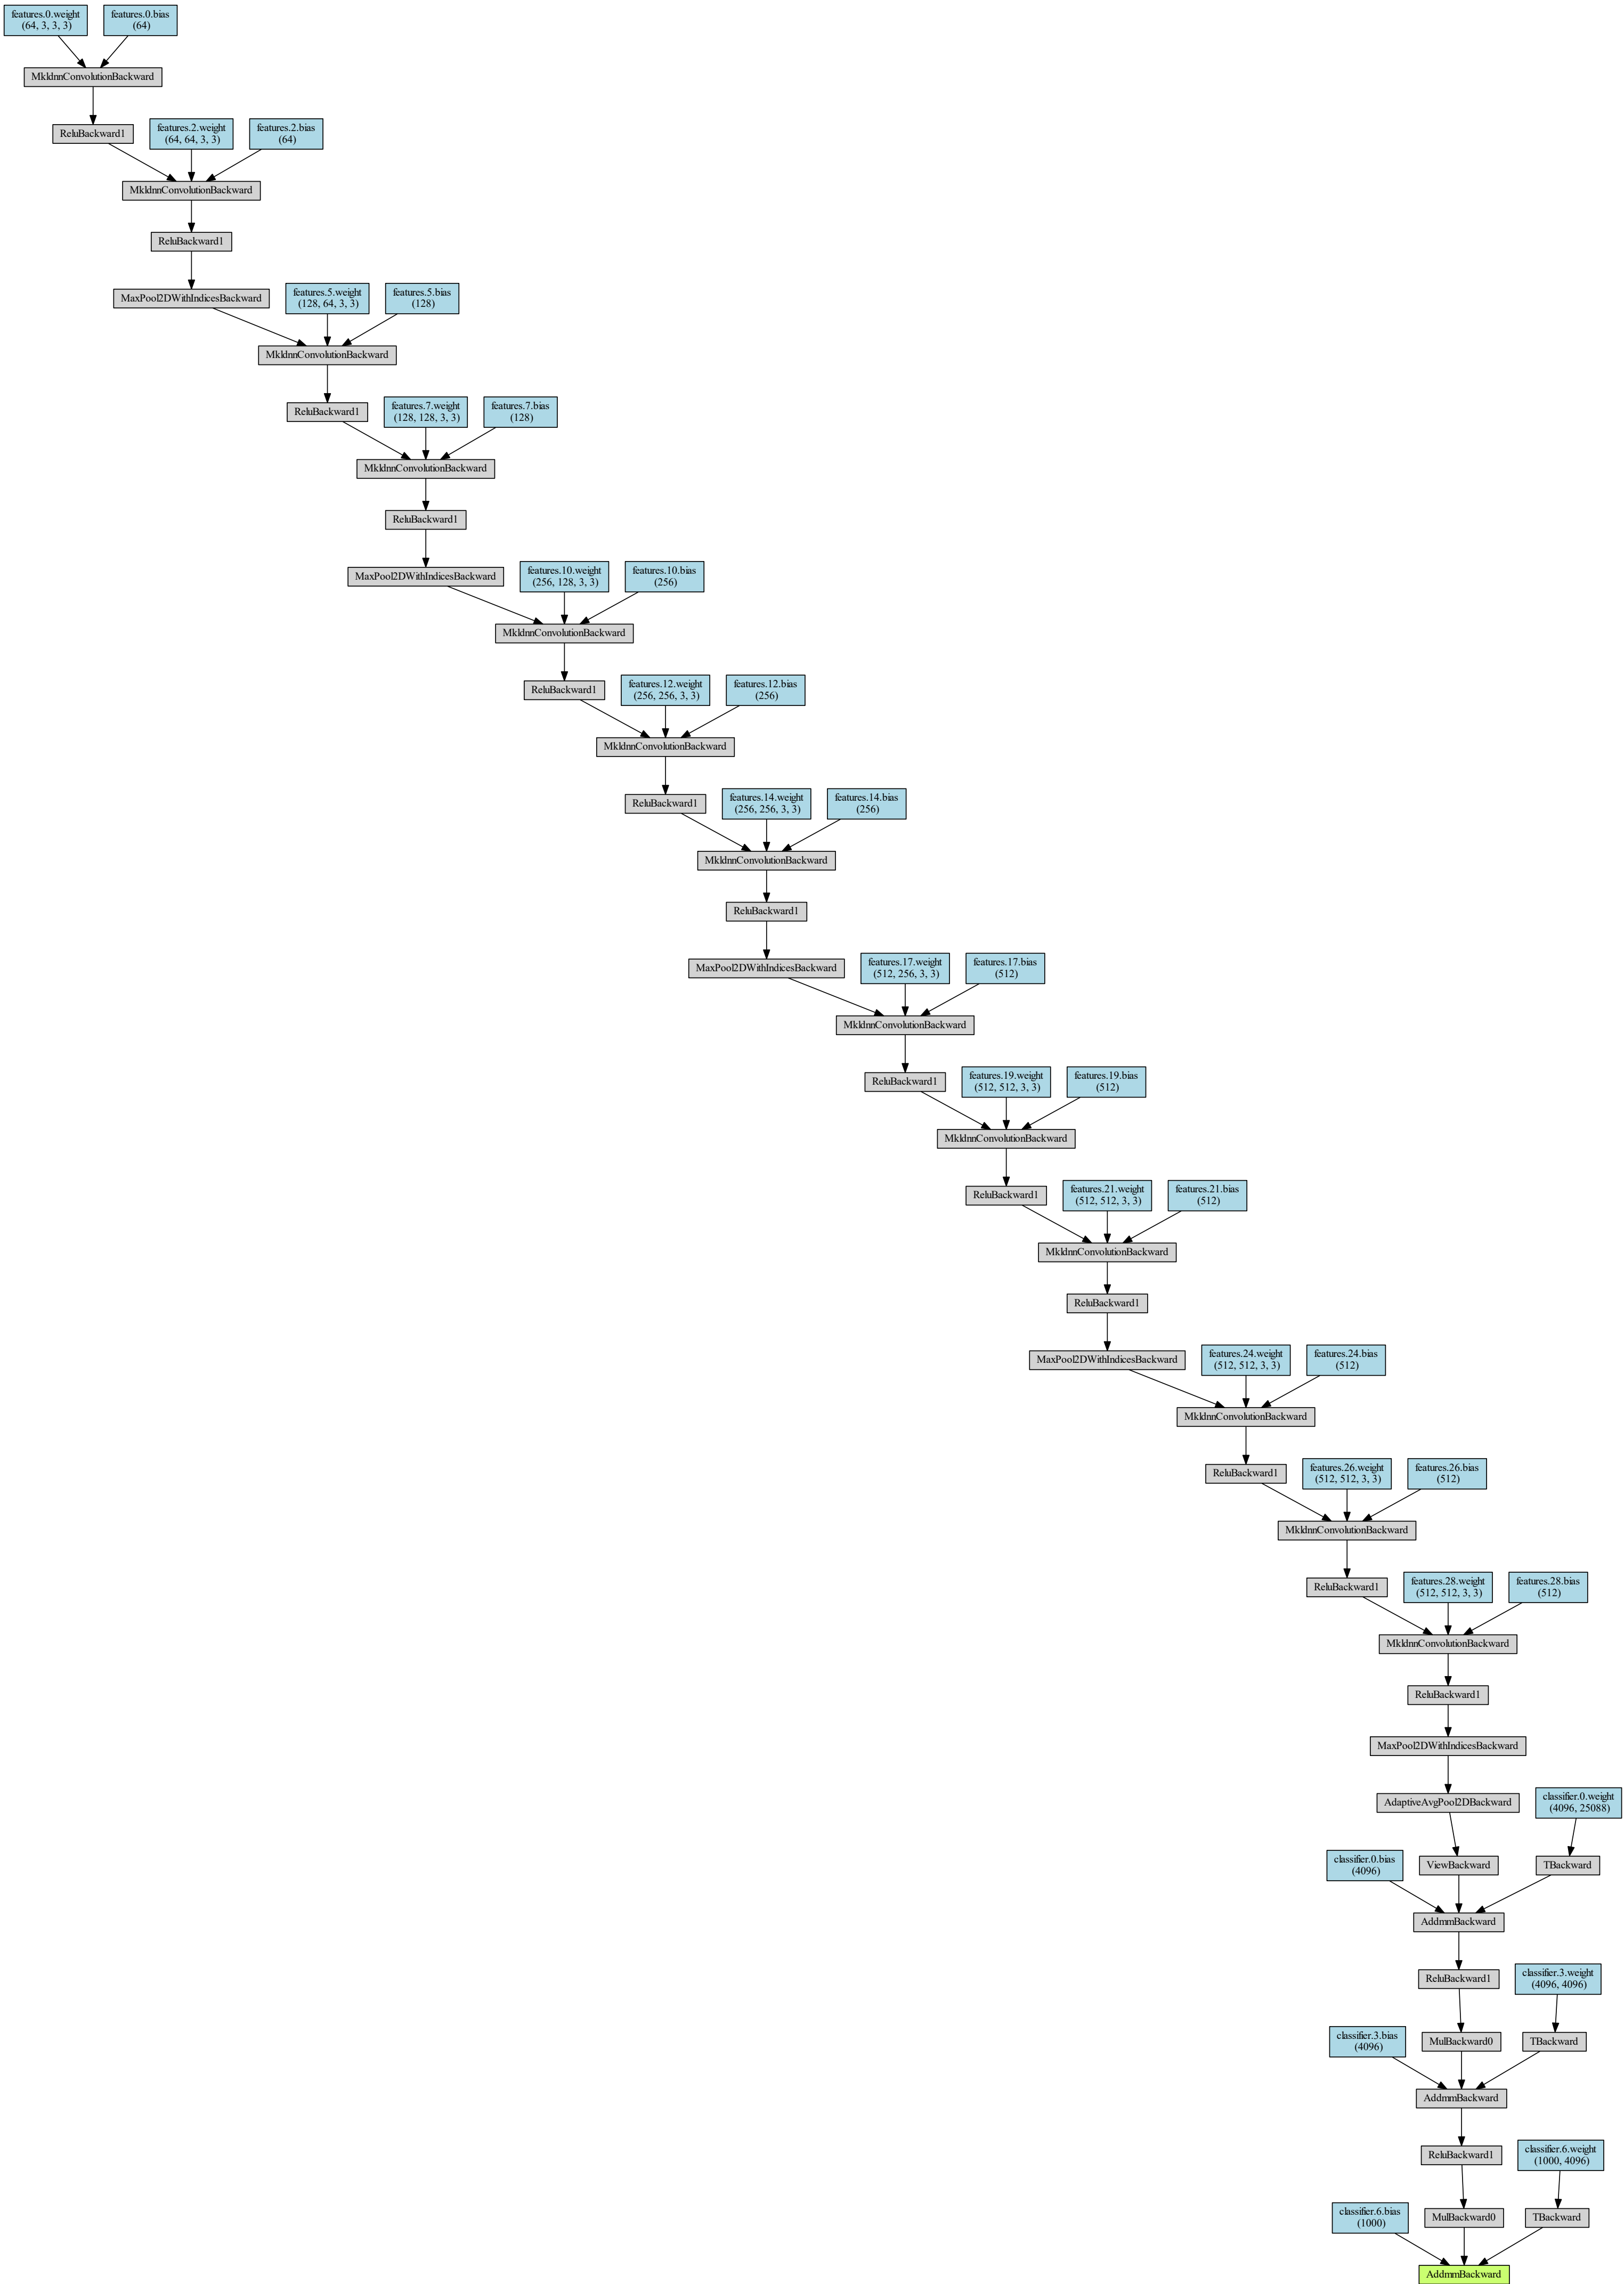 features.0.weight
(64, 3, 3, 3)
features.0.bias
(64)
MkldnnConvolutionBackward
ReluBackward1
features.2.weight
(64, 64, 3, 3)
features.2.bias
(64)
MkldnnConvolutionBackward
ReluBackward1
MaxPool2DWithIndicesBackward
features.5.weight
(128, 64, 3, 3)
features.5.bias
(128)
MkldnnConvolutionBackward
ReluBackward1
features.7.weight
(128, 128, 3, 3)
features.7.bias
(128)
MkldnnConvolutionBackward
ReluBackward1
MaxPool2DWithIndicesBackward
features.10.weight
(256, 128, 3, 3)
features.10.bias
(256)
MkldnnConvolutionBackward
ReluBackward1
features.12.weight
(256, 256, 3, 3)
features.12.bias
(256)
MkldnnConvolutionBackward
ReluBackward1
features.14.weight
(256, 256, 3, 3)
features.14.bias
(256)
MkldnnConvolutionBackward
ReluBackward1
MaxPool2DWithIndicesBackward
features.17.weight
(512, 256, 3, 3)
features.17.bias
(512)
MkldnnConvolutionBackward
ReluBackward1
features.19.weight
(512, 512, 3, 3)
features.19.bias
(512)
MkldnnConvolutionBackward
ReluBackward1
features.21.weight
(512, 512, 3, 3)
features.21.bias
(512)
MkldnnConvolutionBackward
ReluBackward1
MaxPool2DWithIndicesBackward
features.24.weight
(512, 512, 3, 3)
features.24.bias
(512)
MkldnnConvolutionBackward
ReluBackward1
features.26.weight
(512, 512, 3, 3)
features.26.bias
(512)
MkldnnConvolutionBackward
ReluBackward1
features.28.weight
(512, 512, 3, 3)
features.28.bias
(512)
MkldnnConvolutionBackward
ReluBackward1
MaxPool2DWithIndicesBackward
AdaptiveAvgPool2DBackward
classifier.0.weight
(4096, 25088)
classifier.0.bias
(4096)
ViewBackward
TBackward
AddmmBackward
ReluBackward1
classifier.3.weight
(4096, 4096)
classifier.3.bias
(4096)
MulBackward0
TBackward
AddmmBackward
ReluBackward1
classifier.6.weight
(1000, 4096)
classifier.6.bias
(1000)
MulBackward0
TBackward
AddmmBackward